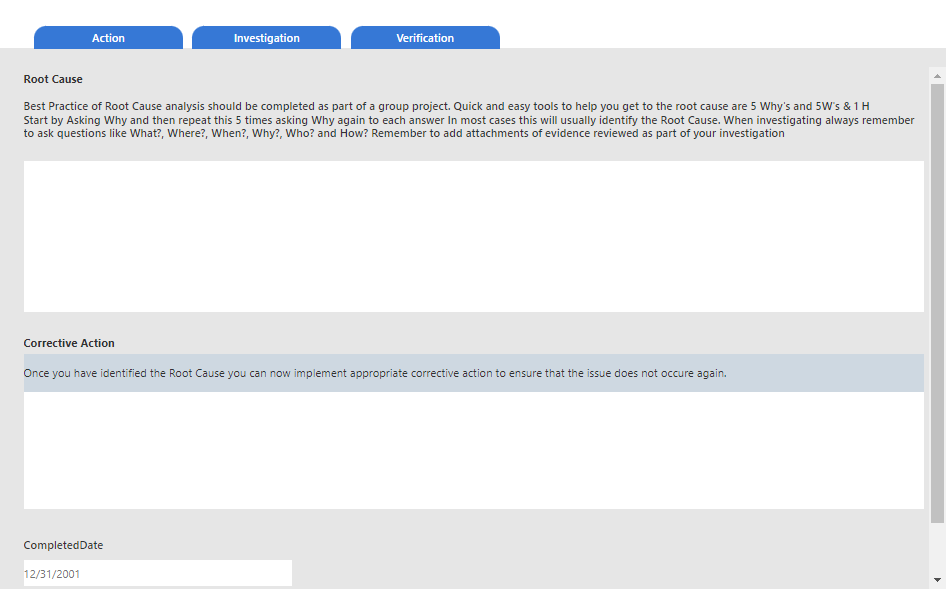 Action
Investigation
Verification
Root Cause
Best Practice of Root Cause analysis should be completed as part of a group project. Quick and easy tools to help you get to the root cause are 5 Why's and 5W's & 1 H
Start by Asking Why and then repeat this 5 times asking Why again to each answer In most cases this will usually identify the Root Cause. When investigating always remember
to ask questions like What?, Where?, When?, Why?, Who? and How? Remember to add attachments of evidence reviewed as part of your investigation
Corrective Action
Once you have identified the Root Cause you can now implement appropriate corrective action to ensure that the issue does not occure again.
CompletedDate
12/31/2001